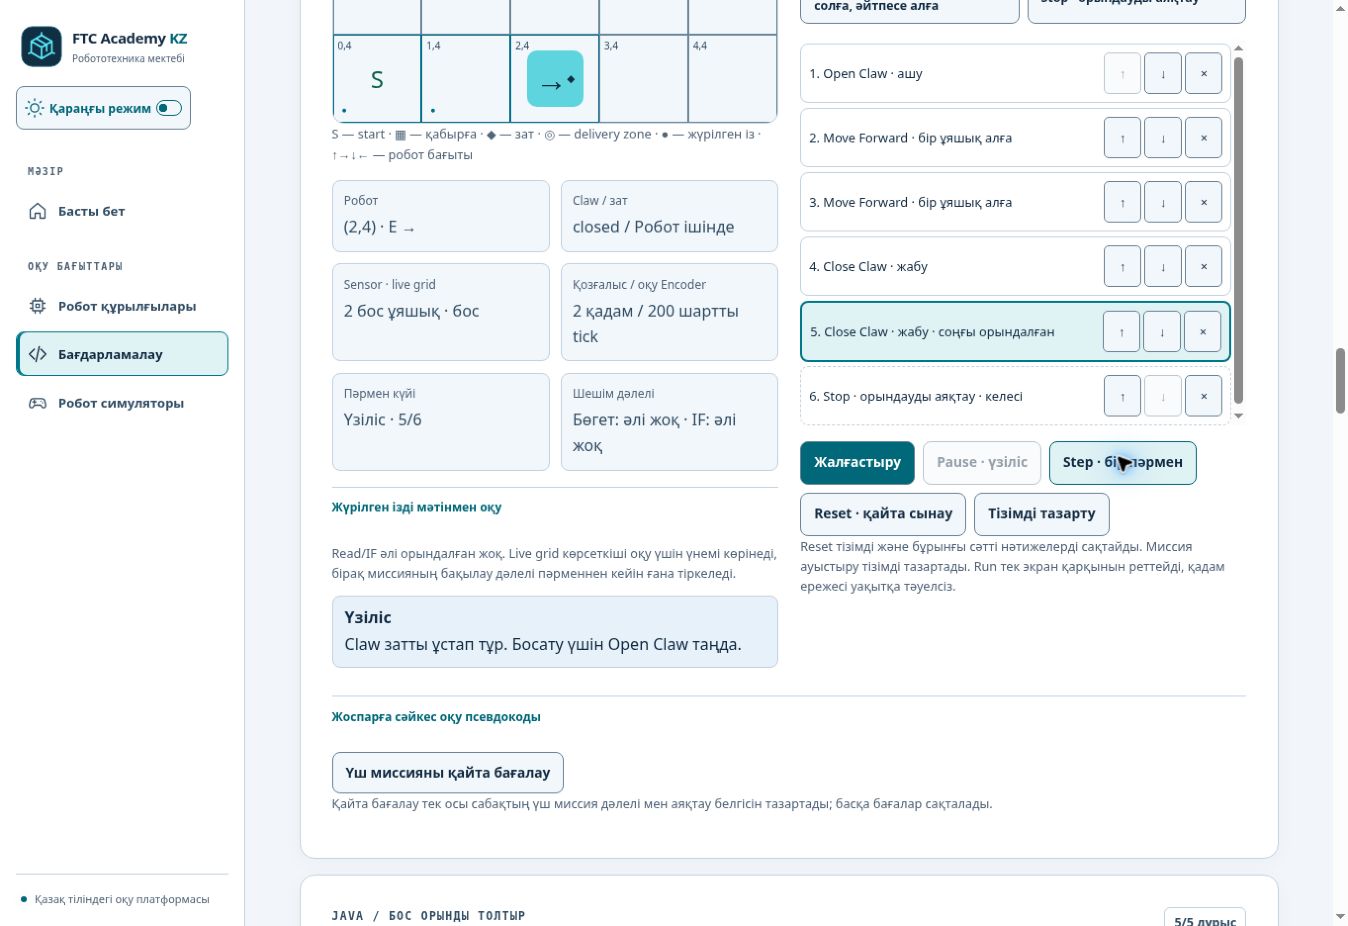 FTC Academy KZ
Робототехника мектебі
Қараңғы режим
МӘЗІР
Басты бет
ОҚУ БАҒЫТТАРЫ
Робот құрылғылары
Бағдарламалау
Робот симуляторы
Қазақ тіліндегі оқу платформасы
0,4
S
1,4
2,4
→◆
3,4
4,4
S — start · ▦ — қабырға · ◆ — зат · ◎ — delivery zone · ● — жүрілген із ·
↑→↓← — робот бағыты
Робот
(2,4) · E →
Claw / зат
closed / Робот ішінде
Sensor · live grid
2 бос ұяшық · бос
Қозғалыс / оқу Encoder
2 қадам / 200 шартты
tick
Пәрмен күйі
Үзіліс · 5/6
Шешім дәлелі
Бөгет: әлі жоқ · IF: әлі
жоқ
Жүрілген ізді мәтінмен оқу
Read/IF әлі орындалған жоқ. Live grid көрсеткіші оқу үшін үнемі көрінеді,
бірақ миссияның бақылау дәлелі пәрменнен кейін ғана тіркеледі.
Үзіліс
Claw затты ұстап тұр. Босату үшін Open Claw таңда.
солға, әйтпесе алға
Stop · орындауды аяқтау
1. Open Claw · ашу ↑ ↓ ×
2. Move Forward · бір ұяшық алға ↑ ↓ ×
3. Move Forward · бір ұяшық алға ↑ ↓ ×
4. Close Claw · жабу ↑ ↓ ×
5. Close Claw · жабу · соңғы орындалған ↑ ↓ ×
6. Stop · орындауды аяқтау · келесі ↑ ↓ ×
Жалғастыру
Pause · үзіліс
Step · бір пәрмен
Reset · қайта сынау
Тізімді тазарту
Reset тізімді және бұрынғы сәтті нәтижелерді сақтайды. Миссия
ауыстыру тізімді тазартады. Run тек экран қарқынын реттейді, қадам
ережесі уақытқа тәуелсіз.
Жоспарға сәйкес оқу псевдокоды
Үш миссияны қайта бағалау
Қайта бағалау тек осы сабақтың үш миссия дәлелі мен аяқтау белгісін тазартады; басқа бағалар сақталады.
JAVA / БОС ОРЫНДЫ ТОЛТЫР
5/5 дұрыс